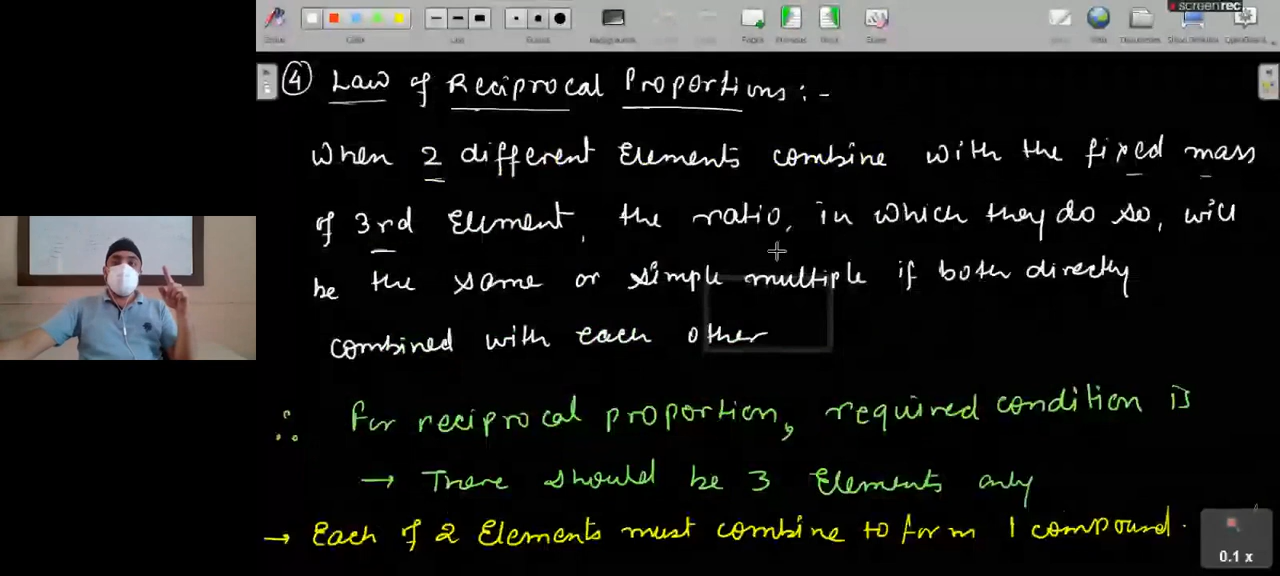 screenrec
④ Law of Reciprocal Proportions:-
When 2 different Elements combine with the fixed mass
of 3rd Element, the ratio, in which they do so, will
be the same or simple multiple if both directly
combined with each other
∴ For reciprocal proportion, required condition is
→ There should be 3 Elements only
→ Each of 2 Elements must combine to form 1 compound.
0.1 x